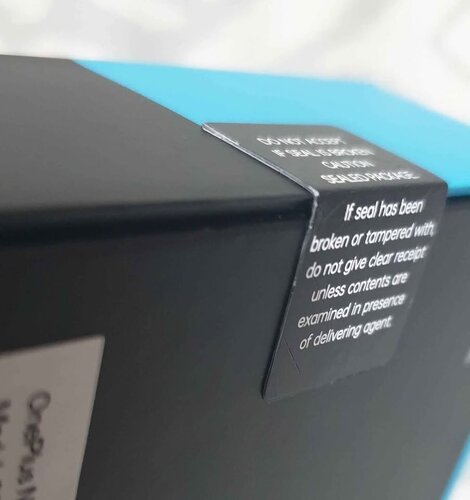 DO NOT ACCEPT
IF SEAL IS BROKEN
CAUTION
SEALED PACKAGE
If seal has been
broken or tampered with,
do not give clear receipt
unless contents are
examined in presence
of delivering agent.
OnePlus N